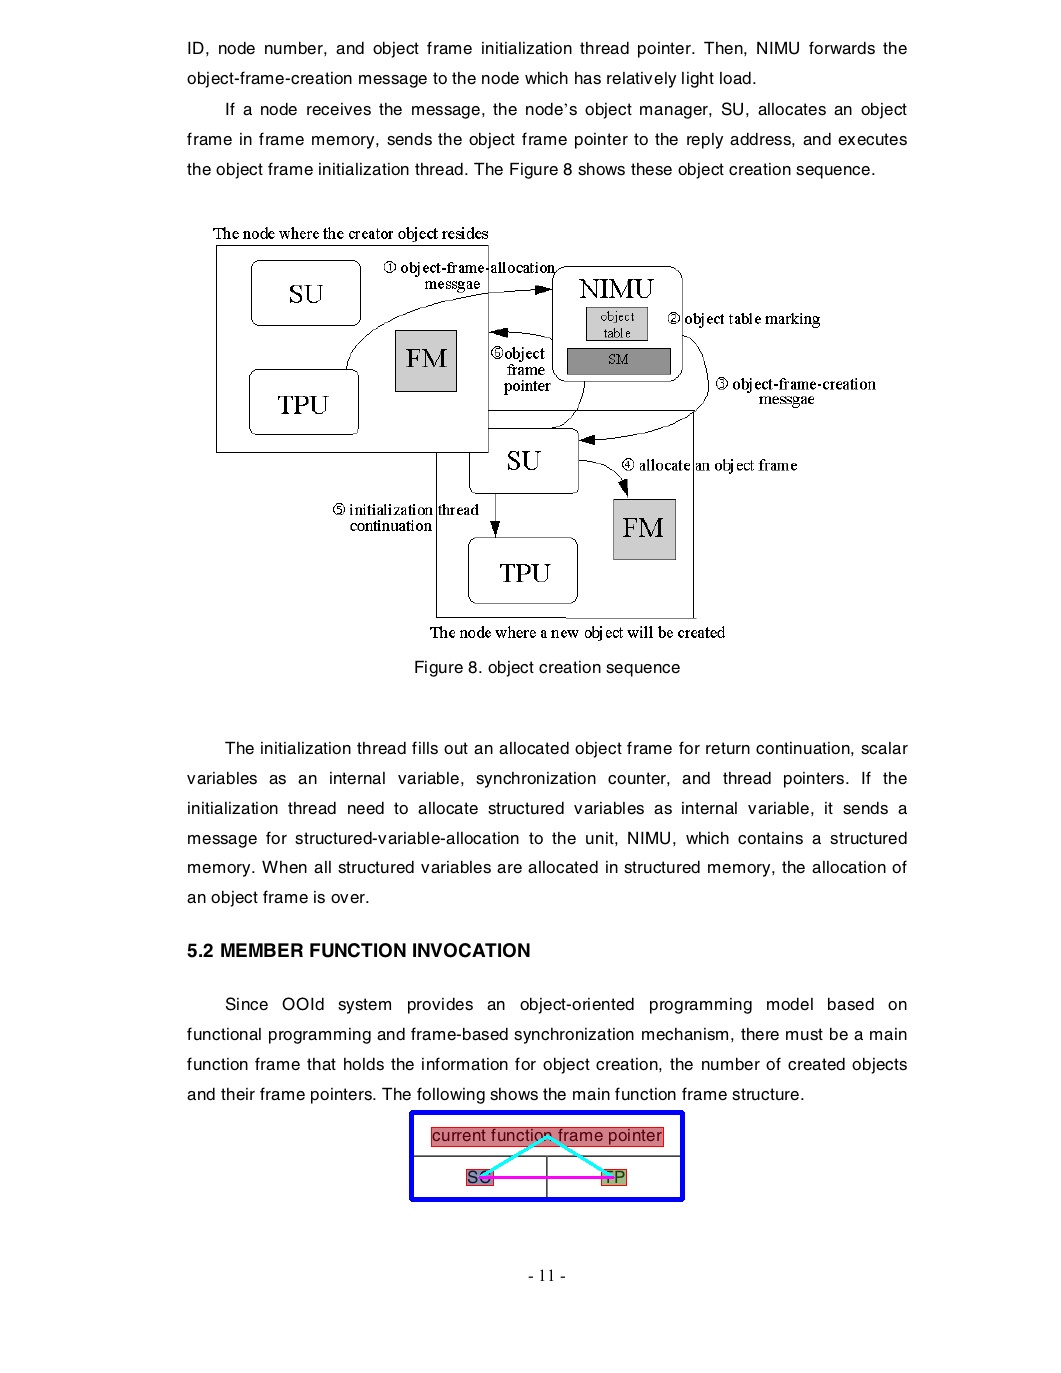 ID, node number, and object frame initialization thread pointer. Then, NIMU forwards the
object-frame-creation message to the node which has relatively light load.
If a node receives the message, the node's object manager, SU, allocates an object
frame in frame memory, sends the object frame pointer to the reply address, and executes
the object frame initialization thread. The Figure 8 shows these object creation sequence.
The node where the creator object resides
① object-frame-allocation
messgae
SU
NIMU
object
table
② object table marking
SM
FM
⑥object
frame
pointer
③ object-frame-creation
messgae
TPU
SU
④ allocate an object frame
⑤ initialization thread
continuation
FM
TPU
The node where a new object will be created
Figure 8. object creation sequence
The initialization thread fills out an allocated object frame for return continuation, scalar
variables as an internal variable, synchronization counter, and thread pointers. If the
initialization thread need to allocate structured variables as internal variable, it sends a
message for structured-variable-allocation to the unit, NIMU, which contains a structured
memory. When all structured variables are allocated in structured memory, the allocation of
an object frame is over.
5.2 MEMBER FUNCTION INVOCATION
Since OOId system provides an object-oriented programming model based on
functional programming and frame-based synchronization mechanism, there must be a main
function frame that holds the information for object creation, the number of created objects
and their frame pointers. The following shows the main function frame structure.
current function frame pointer
SC TP
- 11 -